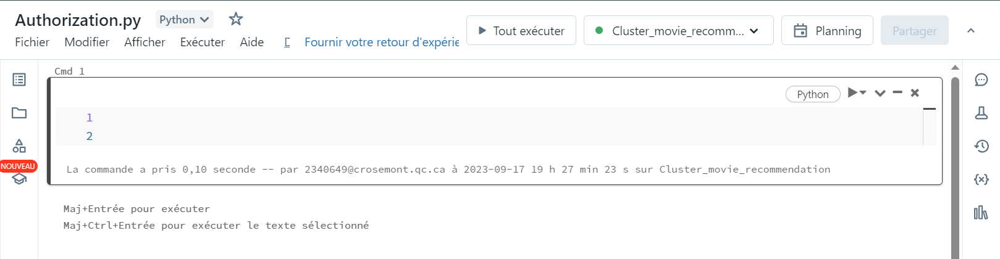 Authorization.py Python
Tout exécuter Cluster_movie_recomm... Planning Partager
Fichier Modifier Afficher Exécuter Aide Fournir votre retour d'expérie
Cmd 1
Python
1
2
NOUVEAU
La commande a pris 0,10 seconde -- par 2340649@crosemont.qc.ca à 2023-09-17 19 h 27 min 23 s sur Cluster_movie_recommendation
Maj+Entrée pour exécuter
Maj+Ctrl+Entrée pour exécuter le texte sélectionné